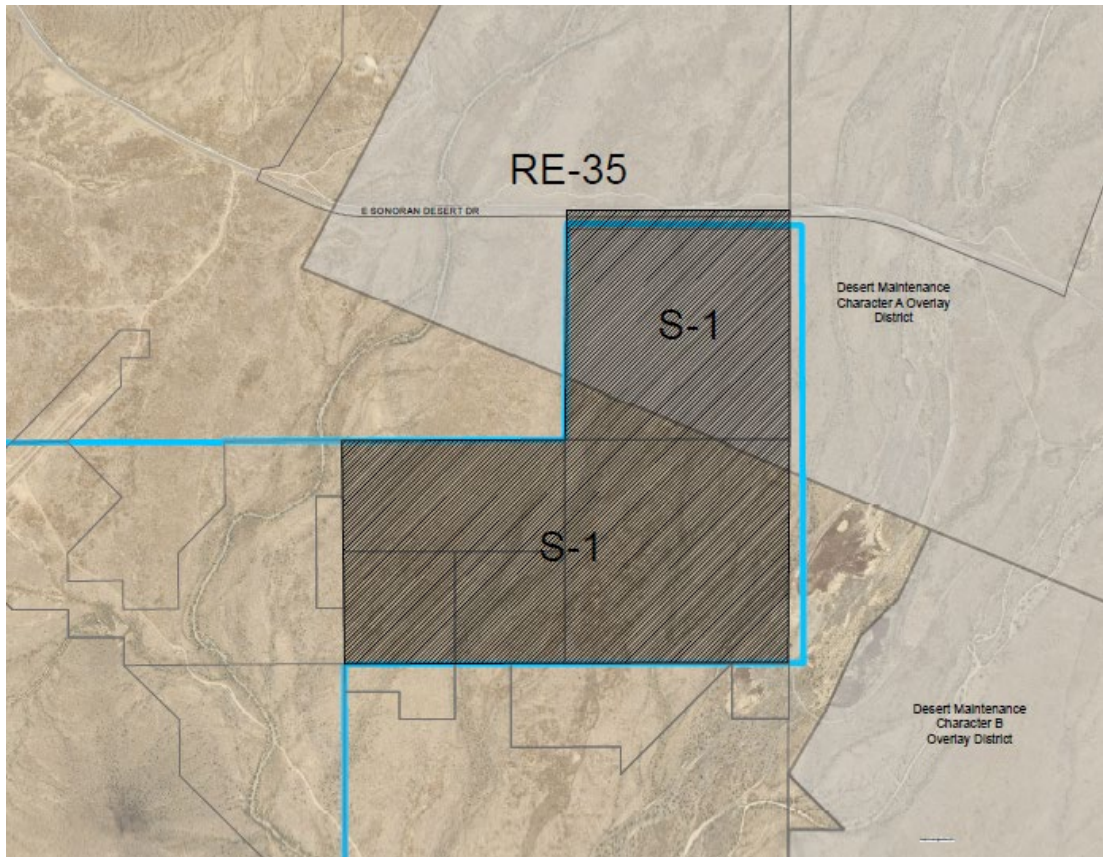 RE-35
E SONORAN DESERT DR
Desert Maintenance
Character A Overlay
District
S-1
S-1
Desert Maintenance
Character B
Overlay District